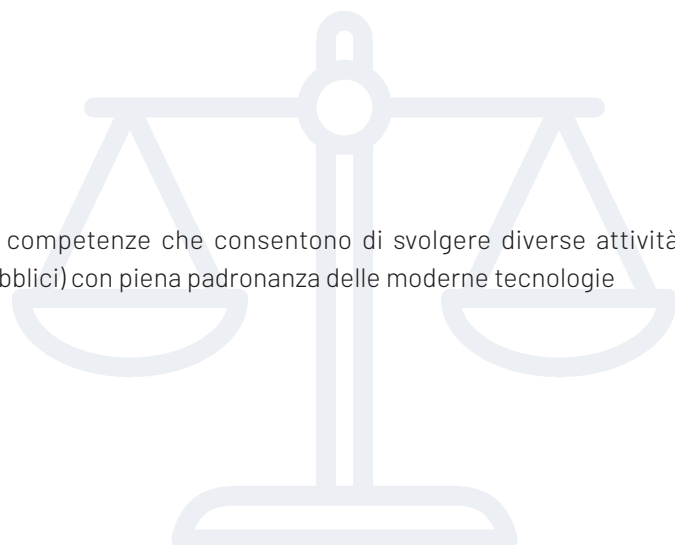 competenze che consentono di svolgere diverse attività
bblici) con piena padronanza delle moderne tecnologie